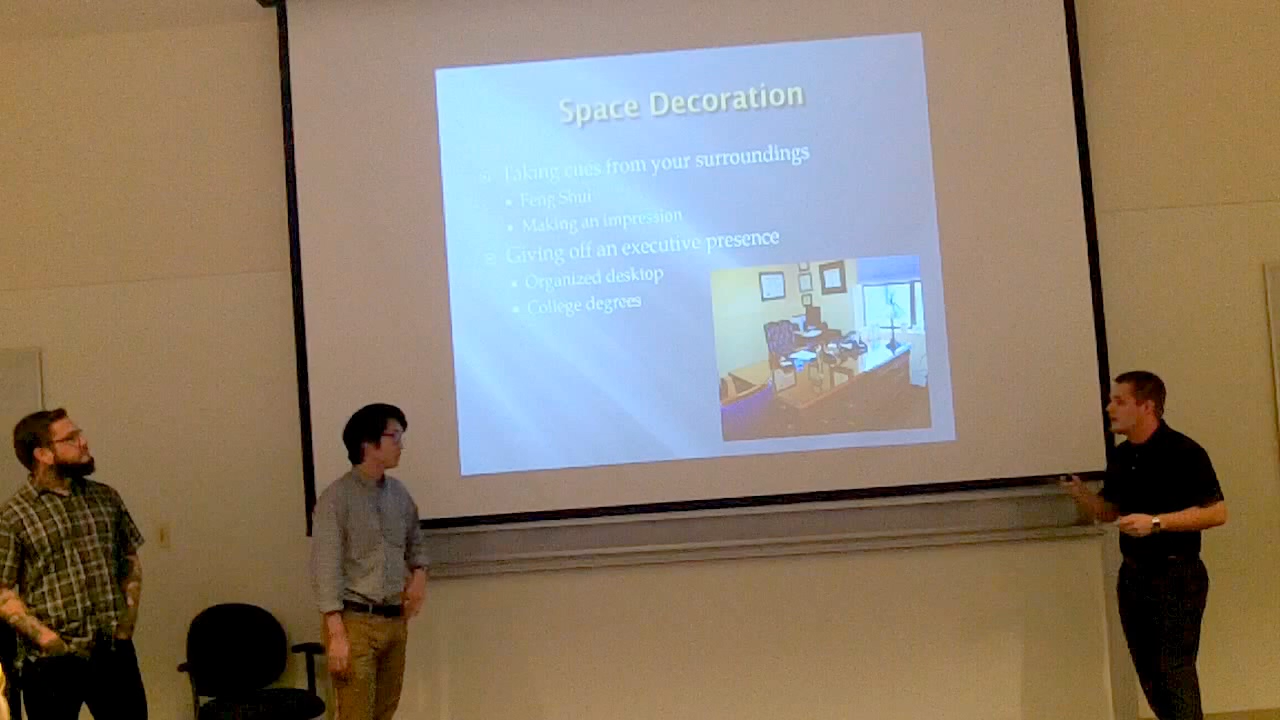 Space Decoration
Taking cues from your surroundings
Feng Shui
Making an impression
Giving off an executive presence
Organized desktop
College degrees